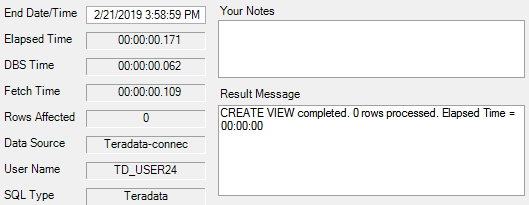 End Date/Time 2/21/2019 3:58:59 PM
Elapsed Time 00:00:00.171
DBS Time 00:00:00.062
Fetch Time 00:00:00.109
Rows Affected 0
Data Source Teradata-connec
User Name TD_USER24
SQL Type Teradata
Your Notes
Result Message
CREATE VIEW completed. 0 rows processed. Elapsed Time =
00:00:00